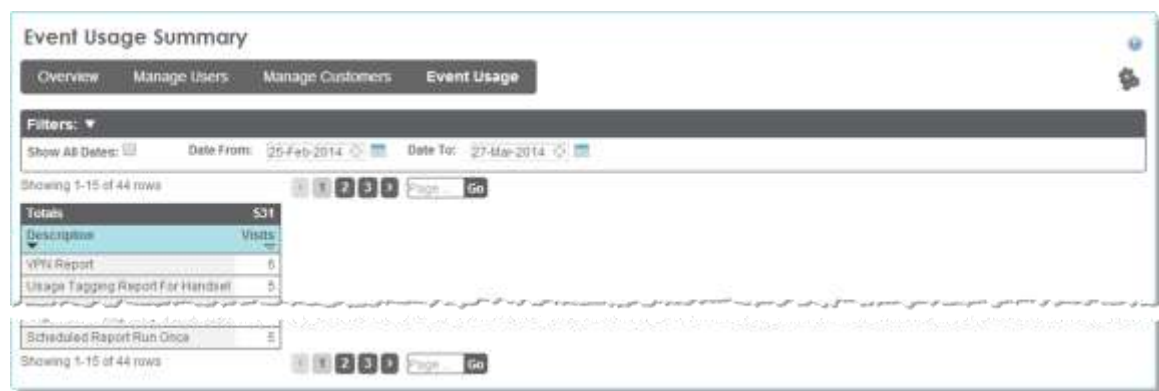 Event Usage Summary
Overview Manage Users Manage Customers Event Usage
Filters: ▼
Show All Dates: Date From: 25-Feb-2014 Date To: 27-Mar-2014
Showing 1-15 of 44 rows < 1 2 3 > Page... Go
Totals 531
Description Visits
VPN Report 5
Usage Tagging Report For Handset 5
Scheduled Report Run Once 5
Showing 1-15 of 44 rows < 1 2 3 > Page... Go